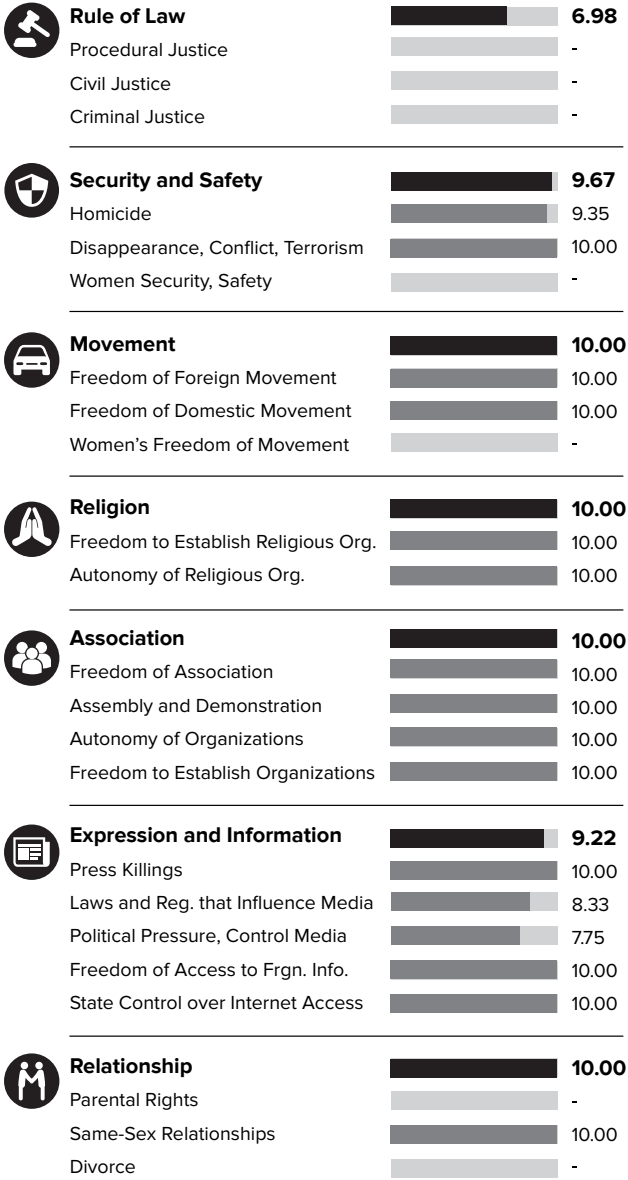 Rule of Law 6.98
Procedural Justice -
Civil Justice -
Criminal Justice -
Security and Safety 9.67
Homicide 9.35
Disappearance, Conflict, Terrorism 10.00
Women Security, Safety -
Movement 10.00
Freedom of Foreign Movement 10.00
Freedom of Domestic Movement 10.00
Women's Freedom of Movement -
Religion 10.00
Freedom to Establish Religious Org. 10.00
Autonomy of Religious Org. 10.00
Association 10.00
Freedom of Association 10.00
Assembly and Demonstration 10.00
Autonomy of Organizations 10.00
Freedom to Establish Organizations 10.00
Expression and Information 9.22
Press Killings 10.00
Laws and Reg. that Influence Media 8.33
Political Pressure, Control Media 7.75
Freedom of Access to Frgn. Info. 10.00
State Control over Internet Access 10.00
Relationship 10.00
Parental Rights -
Same-Sex Relationships 10.00
Divorce -